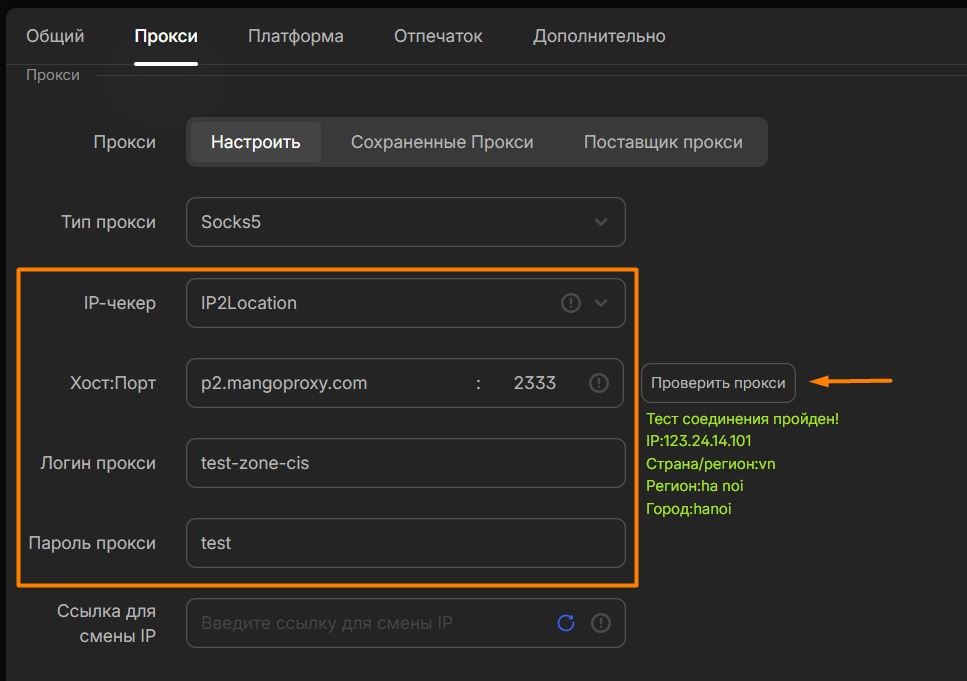 Общий Прокси Платформа Отпечаток Дополнительно
Прокси
Прокси Настроить Сохраненные Прокси Поставщик прокси
Тип прокси Socks5
IP-чекер IP2Location
Хост:Порт p2.mangoproxy.com : 2333 Проверить прокси
Тест соединения пройден!
IP:123.24.14.101
Страна/регион:vn
Регион:ha noi
Город:hanoi
Логин прокси test-zone-cis
Пароль прокси test
Ссылка для
смены IP
Введите ссылку для смены IP